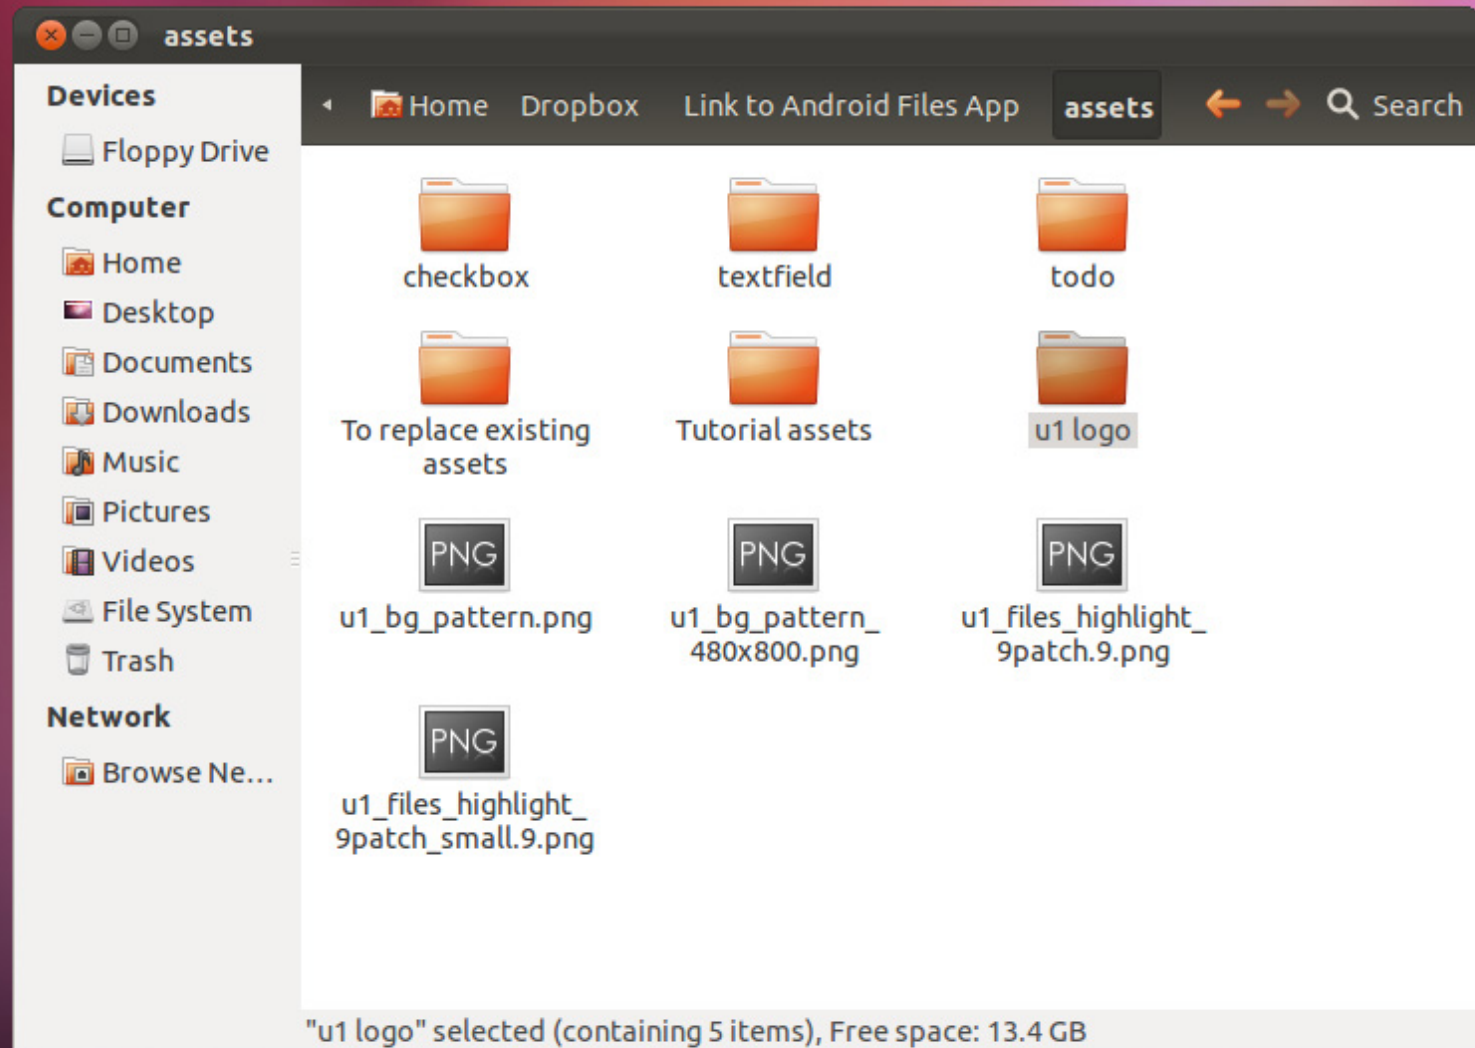 assets
Devices
Floppy Drive
Computer
Home
Desktop
Documents
Downloads
Music
Pictures
Videos
File System
Trash
Network
Browse Ne...
Home Dropbox Link to Android Files App assets Search
checkbox textfield todo
To replace existing
assets
Tutorial assets
u1 logo
PNG PNG PNG
u1_bg_pattern.png
u1_bg_pattern_
480x800.png
u1_files_highlight_
9patch.9.png
PNG
u1_files_highlight_
9patch_small.9.png
"u1 logo" selected (containing 5 items), Free space: 13.4 GB